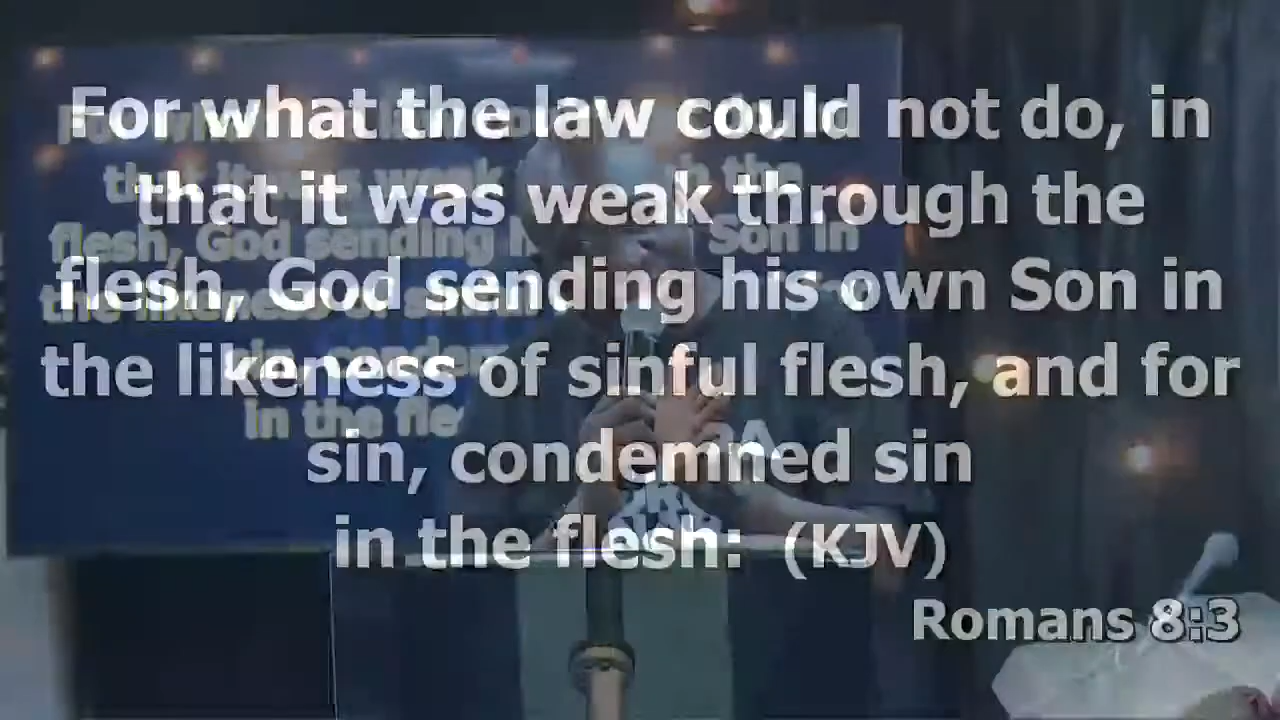 For what the law could not do, in
that it was weak through the
flesh, God sending his own Son in
the likeness of sinful flesh, and for
sin, condemned sin
in the flesh: (KJV)
Romans 8:3